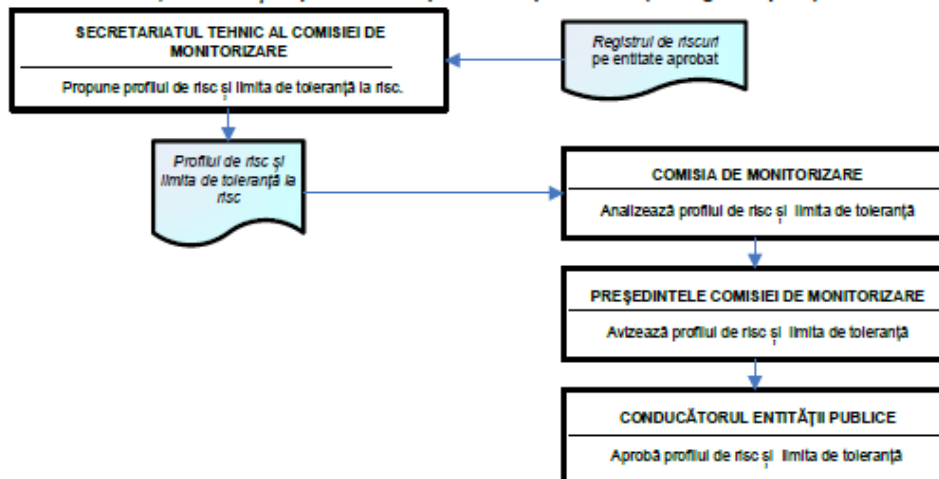 SECRETARIATUL TEHNIC AL COMISIEI DE
MONITORIZARE
Propune profilul de risc și limita de toleranță la risc.
Registrul de riscuri
pe entitate aprobat
Profilul de risc și
limita de toleranță la
risc
COMISIA DE MONITORIZARE
Analizează profilul de risc și limita de toleranță
PREȘEDINTELE COMISIEI DE MONITORIZARE
Avizează profilul de risc și limita de toleranță
CONDUCĂTORUL ENTITĂȚII PUBLICE
Aprobă profilul de risc și limita de toleranță